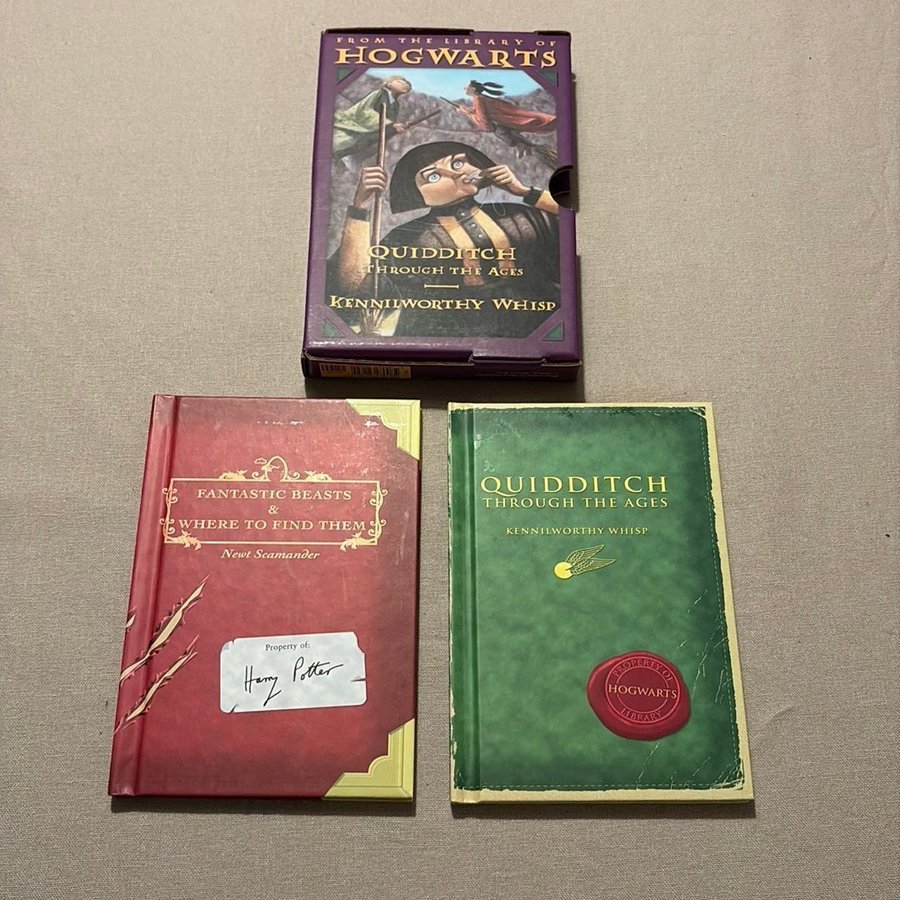 FROM THE LIBRARY OF
HOGWARTS
QUIDDITCH
THROUGH THE AGES
KENNILWORTHY WHISP
FANTASTIC BEASTS
&
WHERE TO FIND THEM
Newt Scamander
Property of:
Harry Potter
QUIDDITCH
THROUGH THE AGES
KENNILWORTHY WHISP
PROPERTY OF
HOGWARTS
LIBRARY